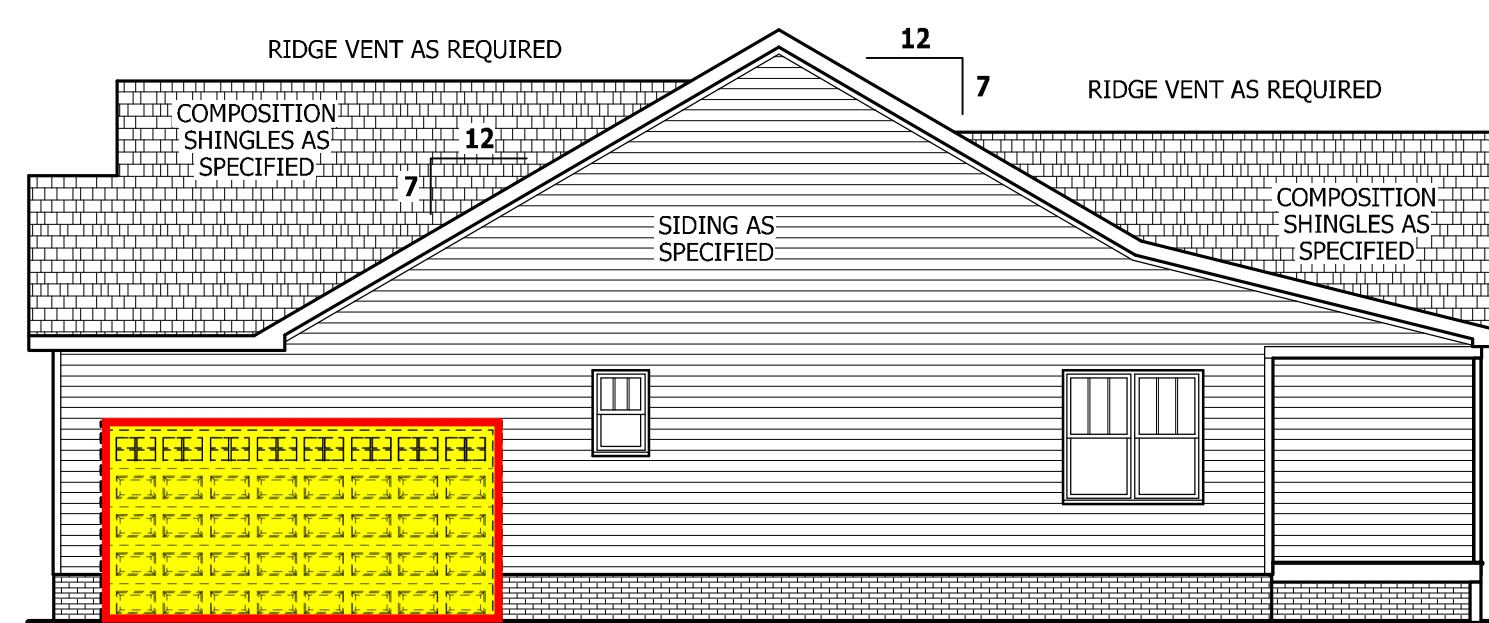 RIDGE VENT AS REQUIRED
12
7
RIDGE VENT AS REQUIRED
COMPOSITION
SHINGLES AS
SPECIFIED
12
7
SIDING AS
SPECIFIED
COMPOSITION
SHINGLES AS
SPECIFIED